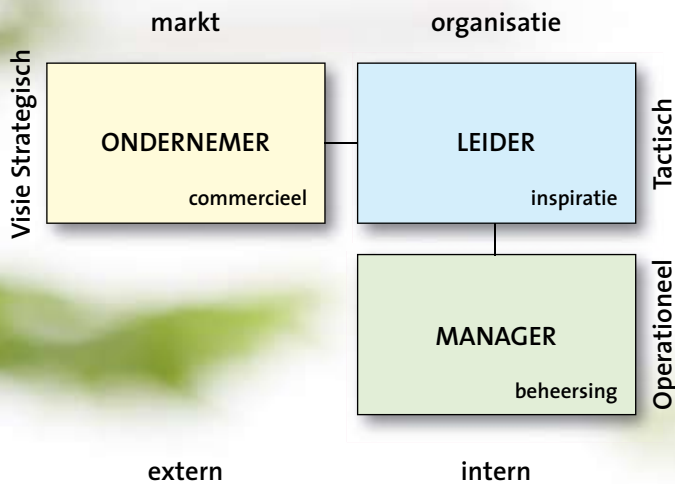 markt
organisatie
Visie Strategisch
ONDERNEMER
commercieel
LEIDER
inspiratie
Tactisch
MANAGER
beheersing
Operationeel
extern
intern